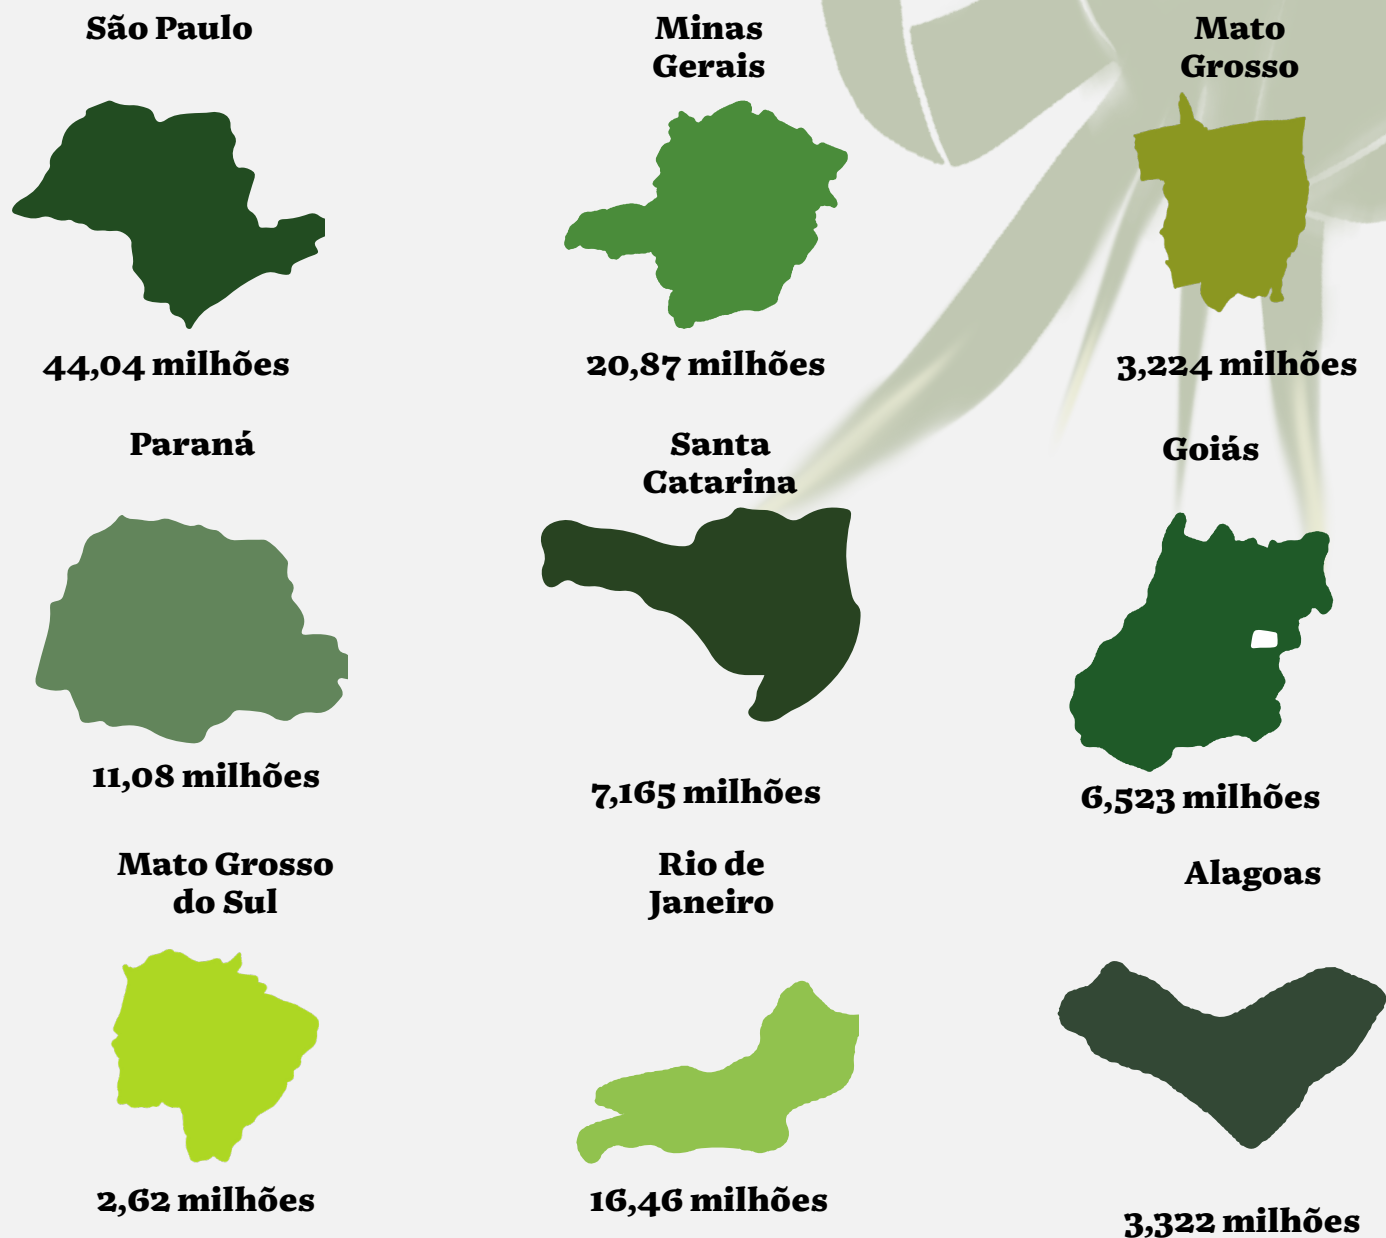 São Paulo
Minas
Gerais
Mato
Grosso
44,04 milhões
20,87 milhões
3,224 milhões
Paraná
Santa
Catarina
Goiás
11,08 milhões
7,165 milhões
6,523 milhões
Mato Grosso
do Sul
Rio de
Janeiro
Alagoas
2,62 milhões
16,46 milhões
3,322 milhões